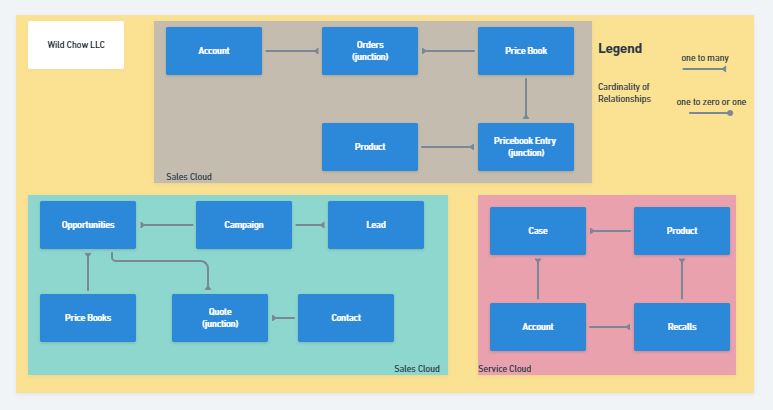 Wild Chow LLC
Account
Orders
(junction)
Price Book
Product
Pricebook Entry
(junction)
Sales Cloud
Legend
one to many
Cardinality of
Relationships
one to zero or one
Opportunities
Campaign
Lead
Price Books
Quote
(junction)
Contact
Sales Cloud
Case
Product
Account
Recalls
Service Cloud